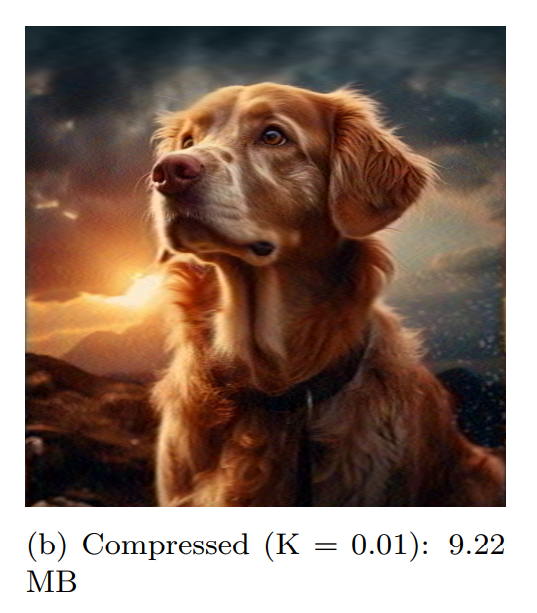 (b) Compressed (K = 0.01): 9.22
MB